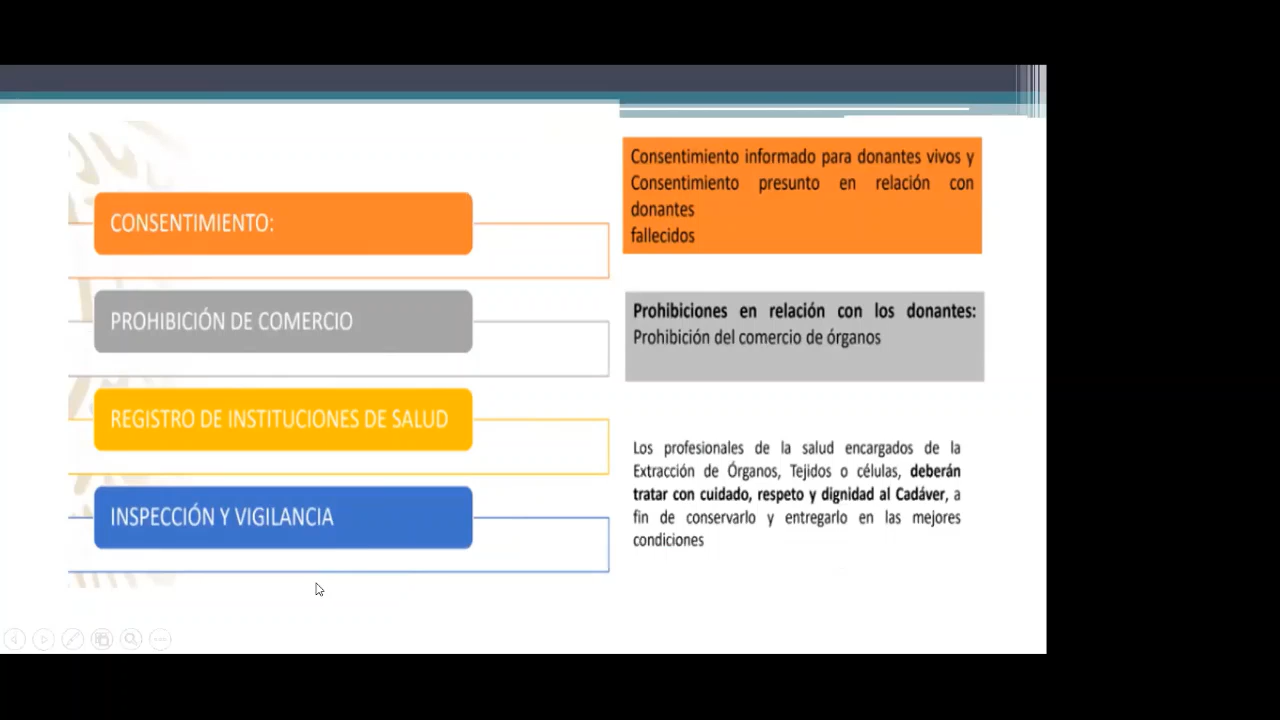 CONSENTIMIENTO:
PROHIBICIÓN DE COMERCIO
REGISTRO DE INSTITUCIONES DE SALUD
INSPECCIÓN Y VIGILANCIA
Consentimiento informado para donantes vivos y
Consentimiento presunto en relación con
donantes
fallecidos
Prohibiciones en relación con los donantes:
Prohibición del comercio de órganos
Los profesionales de la salud encargados de la
Extracción de Órganos, Tejidos o células, deberán
tratar con cuidado, respeto y dignidad al Cadáver, a
fin de conservarlo y entregarlo en las mejores
condiciones